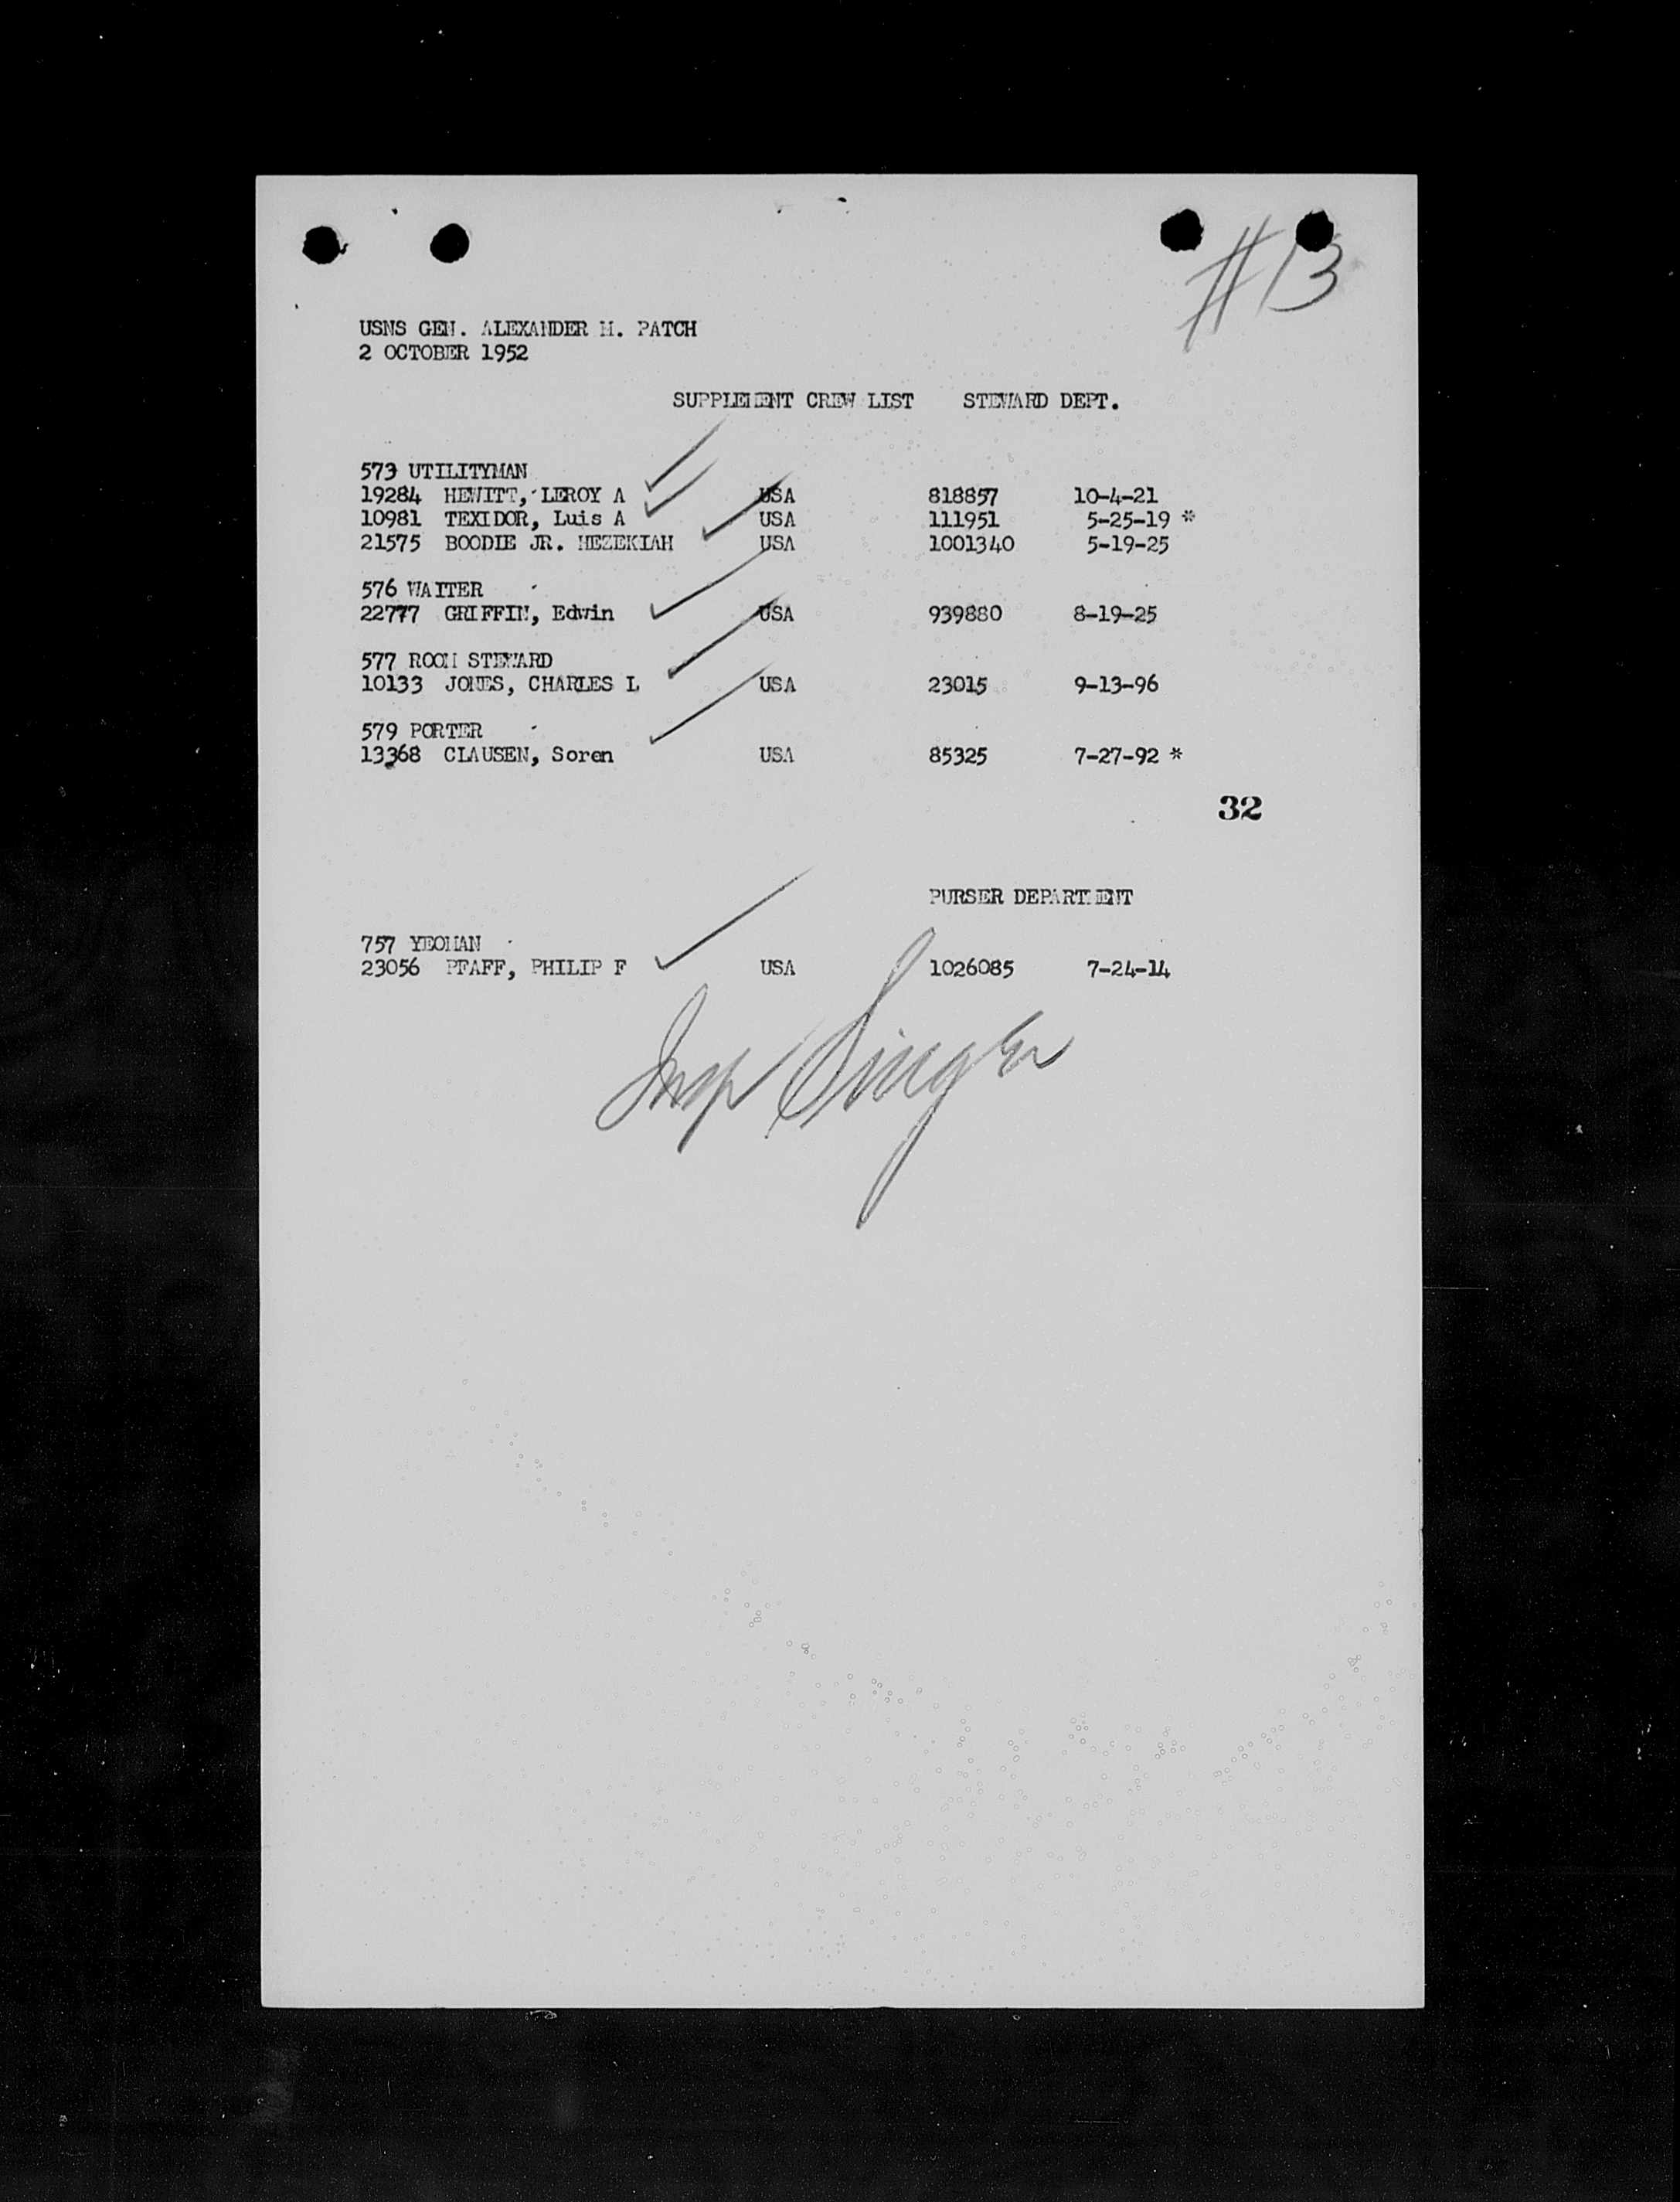 #13
USNS GEN. ALEXANDER M. PATCH
2 OCTOBER 1952
SUPPLEMENT CREW LIST STEWARD DEPT.
573 UTILITYMAN
19284 HEWITT, LEROY A USA 818857 10-4-21
10981 TEXIDOR, Luis A USA 111951 5-25-19 *
21575 BOODIE JR. HEZEKIAH USA 1001340 5-19-25
576 WAITER
22777 GRIFFIN, Edwin USA 939880 8-19-25
577 ROOM STEWARD
10133 JONES, CHARLES L USA 23015 9-13-96
579 PORTER
13368 CLAUSEN, Soren USA 85325 7-27-92 *
32
PURSER DEPARTMENT
757 YEOMAN
23056 PFAFF, PHILIP F USA 1026085 7-24-14
Insp Singer